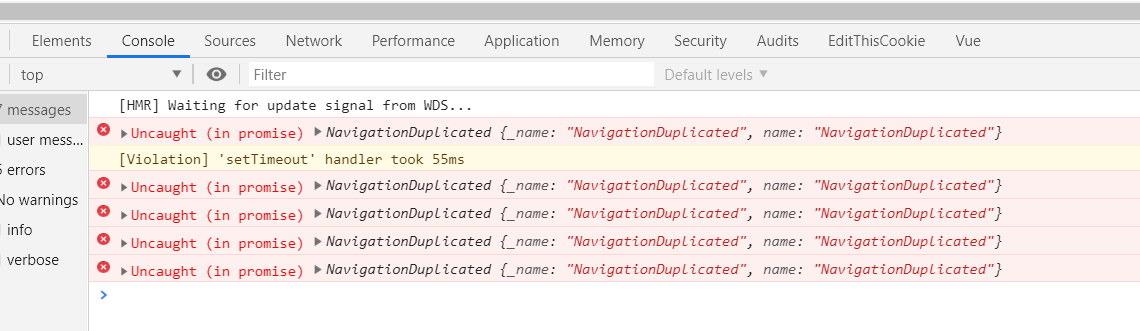 Elements Console Sources Network Performance Application Memory Security Audits EditThisCookie Vue
top Filter Default levels
7 messages
1 user mess...
5 errors
No warnings
1 info
1 verbose
[HMR] Waiting for update signal from WDS...
Uncaught (in promise) NavigationDuplicated {_name: "NavigationDuplicated", name: "NavigationDuplicated"}
[Violation] 'setTimeout' handler took 55ms
Uncaught (in promise) NavigationDuplicated {_name: "NavigationDuplicated", name: "NavigationDuplicated"}
Uncaught (in promise) NavigationDuplicated {_name: "NavigationDuplicated", name: "NavigationDuplicated"}
Uncaught (in promise) NavigationDuplicated {_name: "NavigationDuplicated", name: "NavigationDuplicated"}
Uncaught (in promise) NavigationDuplicated {_name: "NavigationDuplicated", name: "NavigationDuplicated"}